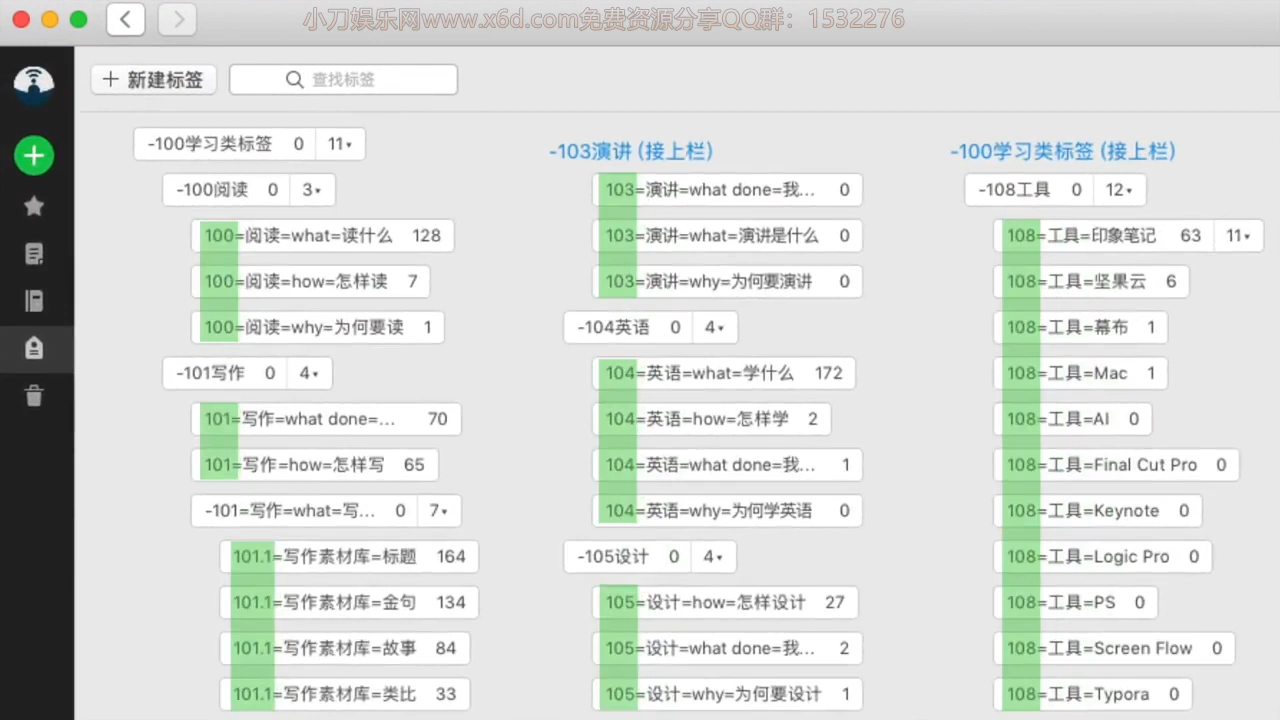 小刀娱乐网www.x6d.com免费资源分享QQ群：1532276
新建标签
查找标签
-100学习类标签 0 11
-100阅读 0 3
100=阅读=what=读什么 128
100=阅读=how=怎样读 7
100=阅读=why=为何要读 1
-101写作 0 4
101=写作=what done=... 70
101=写作=how=怎样写 65
-101=写作=what=写... 0 7
101.1=写作素材库=标题 164
101.1=写作素材库=金句 134
101.1=写作素材库=故事 84
101.1=写作素材库=类比 33
-103演讲 (接上栏)
103=演讲=what done=我... 0
103=演讲=what=演讲是什么 0
103=演讲=why=为何要演讲 0
-104英语 0 4
104=英语=what=学什么 172
104=英语=how=怎样学 2
104=英语=what done=我... 1
104=英语=why=为何学英语 0
-105设计 0 4
105=设计=how=怎样设计 27
105=设计=what done=我... 2
105=设计=why=为何要设计 1
-100学习类标签 (接上栏)
-108工具 0 12
108=工具=印象笔记 63 11
108=工具=坚果云 6
108=工具=幕布 1
108=工具=Mac 1
108=工具=AI 0
108=工具=Final Cut Pro 0
108=工具=Keynote 0
108=工具=Logic Pro 0
108=工具=PS 0
108=工具=Screen Flow 0
108=工具=Typora 0